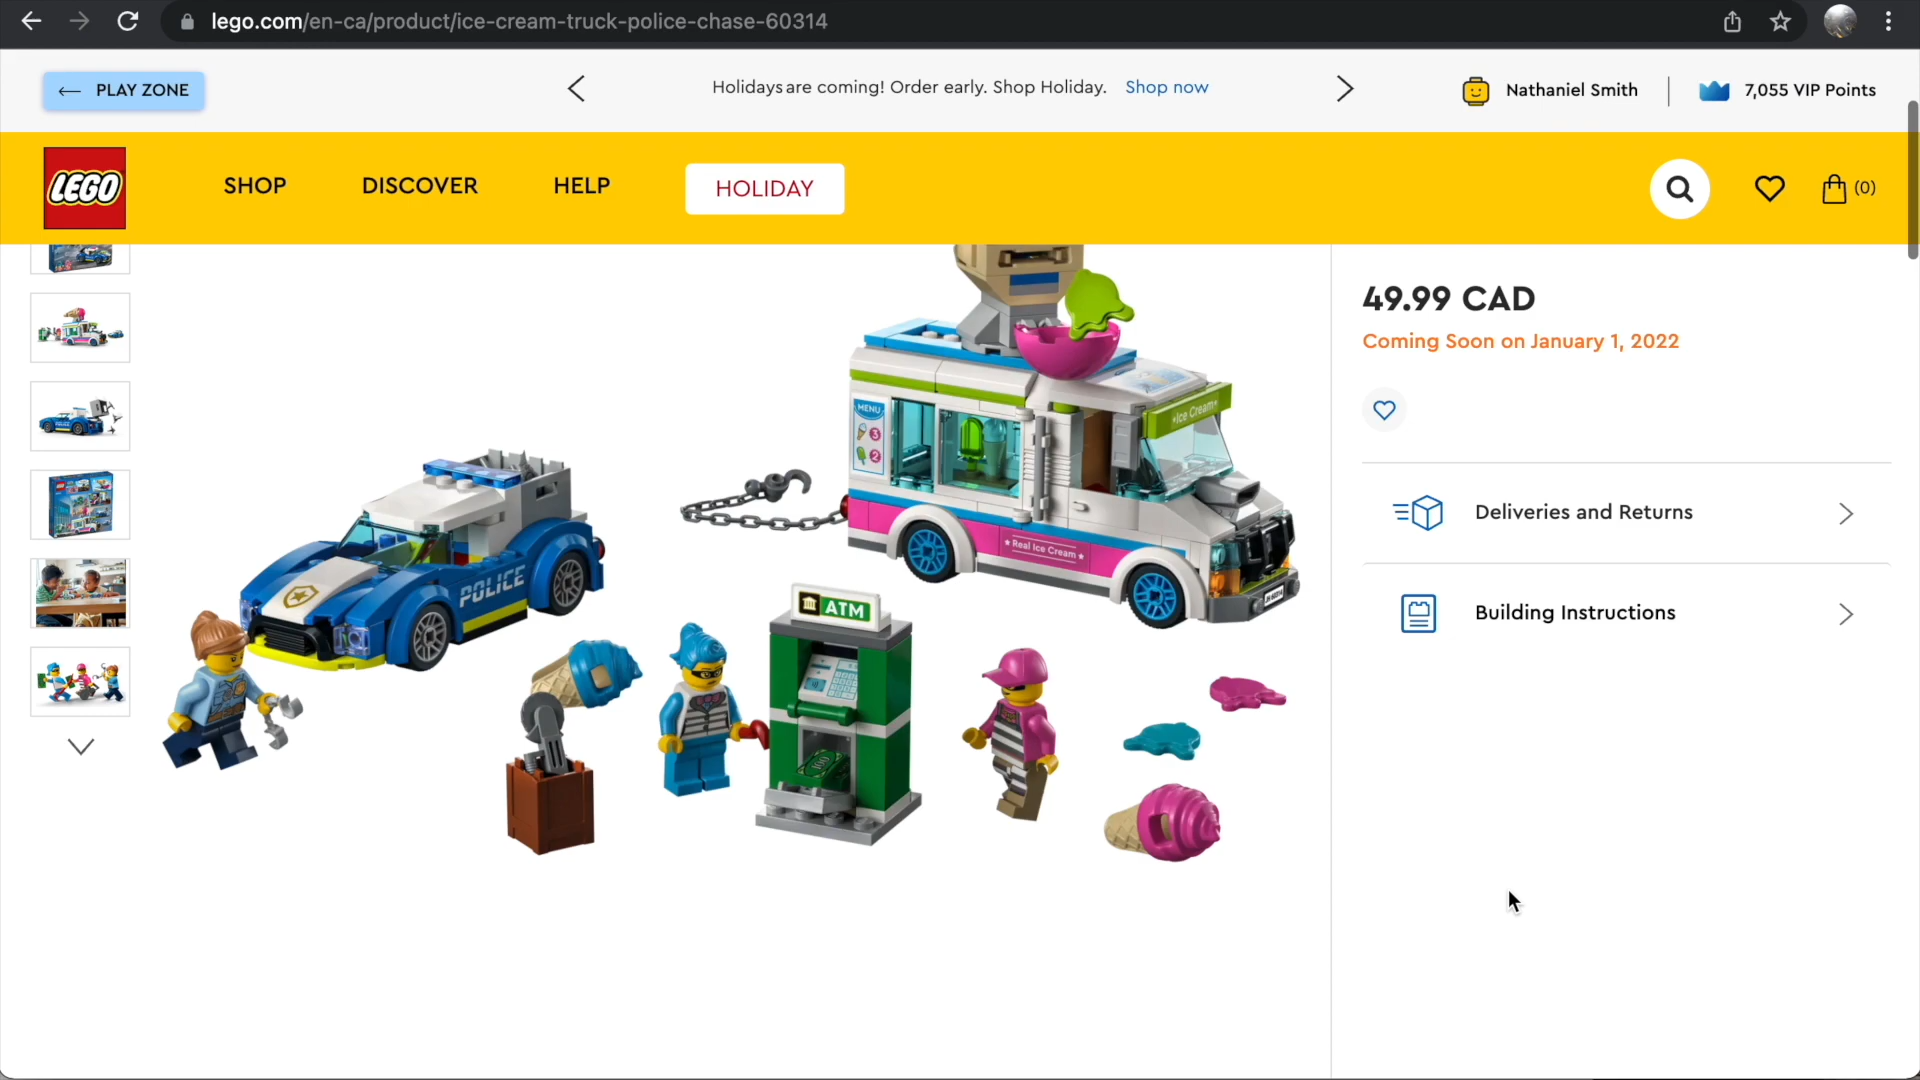 lego.com/en-ca/product/ice-cream-truck-police-chase-60314
PLAY ZONE
Holidays are coming! Order early. Shop Holiday. Shop now
Nathaniel Smith
7,055 VIP Points
LEGO
SHOP
DISCOVER
HELP
HOLIDAY
(0)
49.99 CAD
Coming Soon on January 1, 2022
Deliveries and Returns
Building Instructions
MENU
3
2
Ice Cream
Real Ice Cream
POLICE
ATM